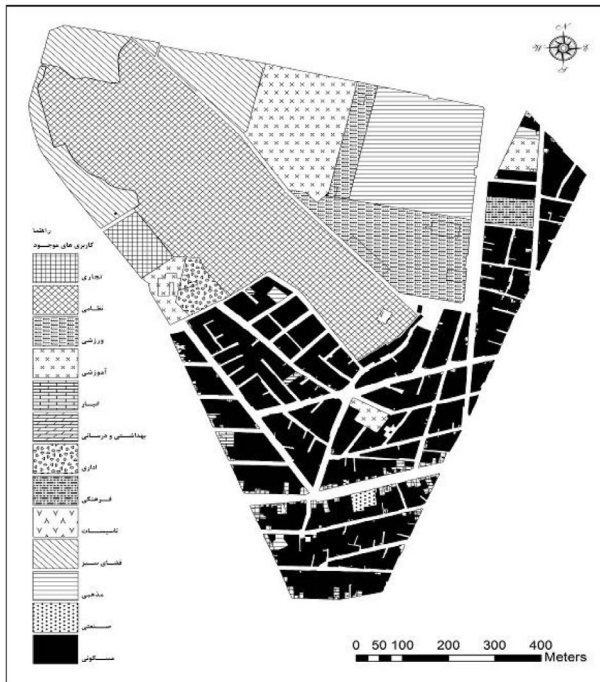 N
W
E
S
راهنما
کاربری های موجود
تجاری
نظامی
ورزشی
آموزشی
انبار
بهداشتی و درمانی
اداری
فرهنگی
تاسیسات
فضای سبز
مذهبی
صنعتی
مسکونی
0 50 100 200 300 400
Meters